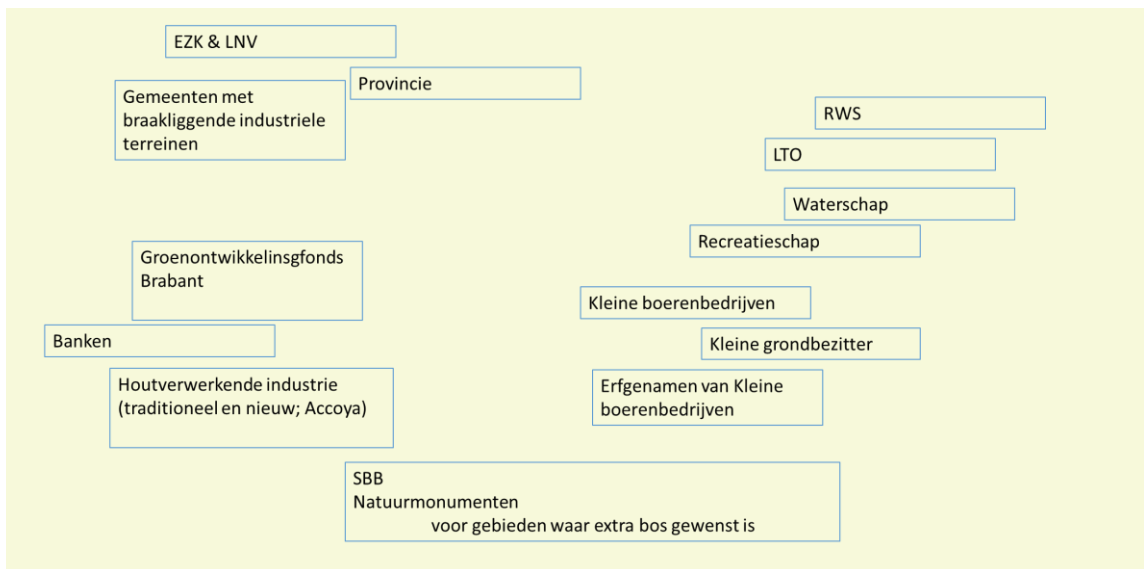 EZK & LNV
Provincie
Gemeenten met
braakliggende industriele
terreinen
RWS
LTO
Waterschap
Recreatieschap
Groenontwikkelinsgfonds
Brabant
Kleine boerenbedrijven
Banken
Kleine grondbezitter
Houtverwerkende industrie
(traditioneel en nieuw; Accoya)
Erfgenamen van Kleine
boerenbedrijven
SBB
Natuurmonumenten
voor gebieden waar extra bos gewenst is